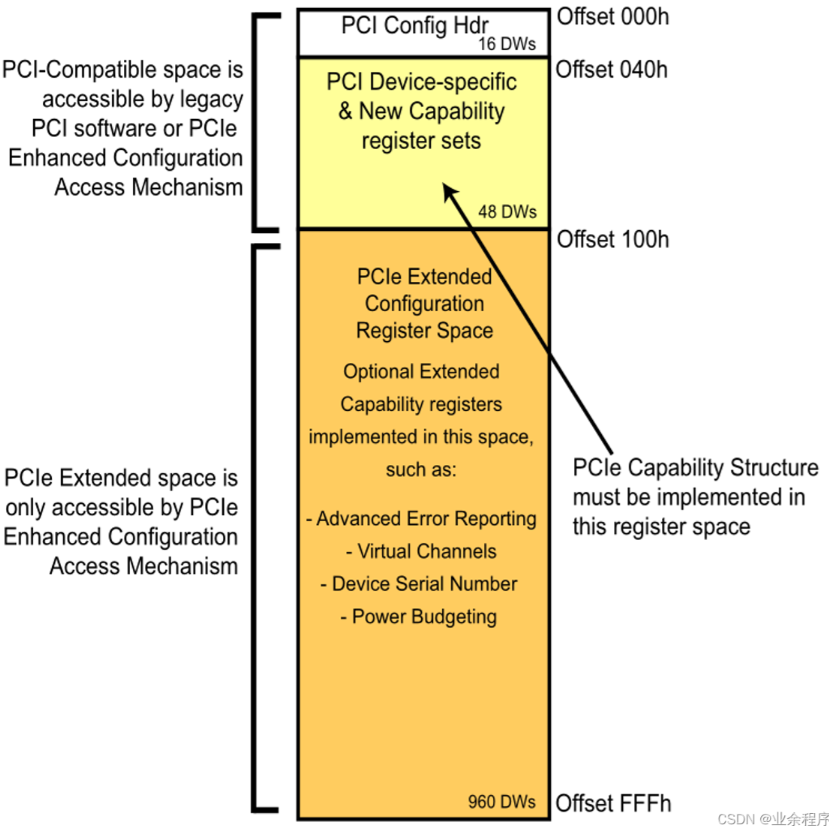 PCI Config Hdr
16 DWs
Offset 000h
PCI-Compatible space is
accessible by legacy
PCI software or PCIe
Enhanced Configuration
Access Mechanism
PCI Device-specific
& New Capability
register sets
48 DWs
Offset 040h
Offset 100h
PCIe Extended
Configuration
Register Space
Optional Extended
Capability registers
implemented in this space,
such as:
- Advanced Error Reporting
- Virtual Channels
- Device Serial Number
- Power Budgeting
960 DWs
PCIe Extended space is
only accessible by PCIe
Enhanced Configuration
Access Mechanism
PCIe Capability Structure
must be implemented in
this register space
Offset FFFh
CSDN @业余程序